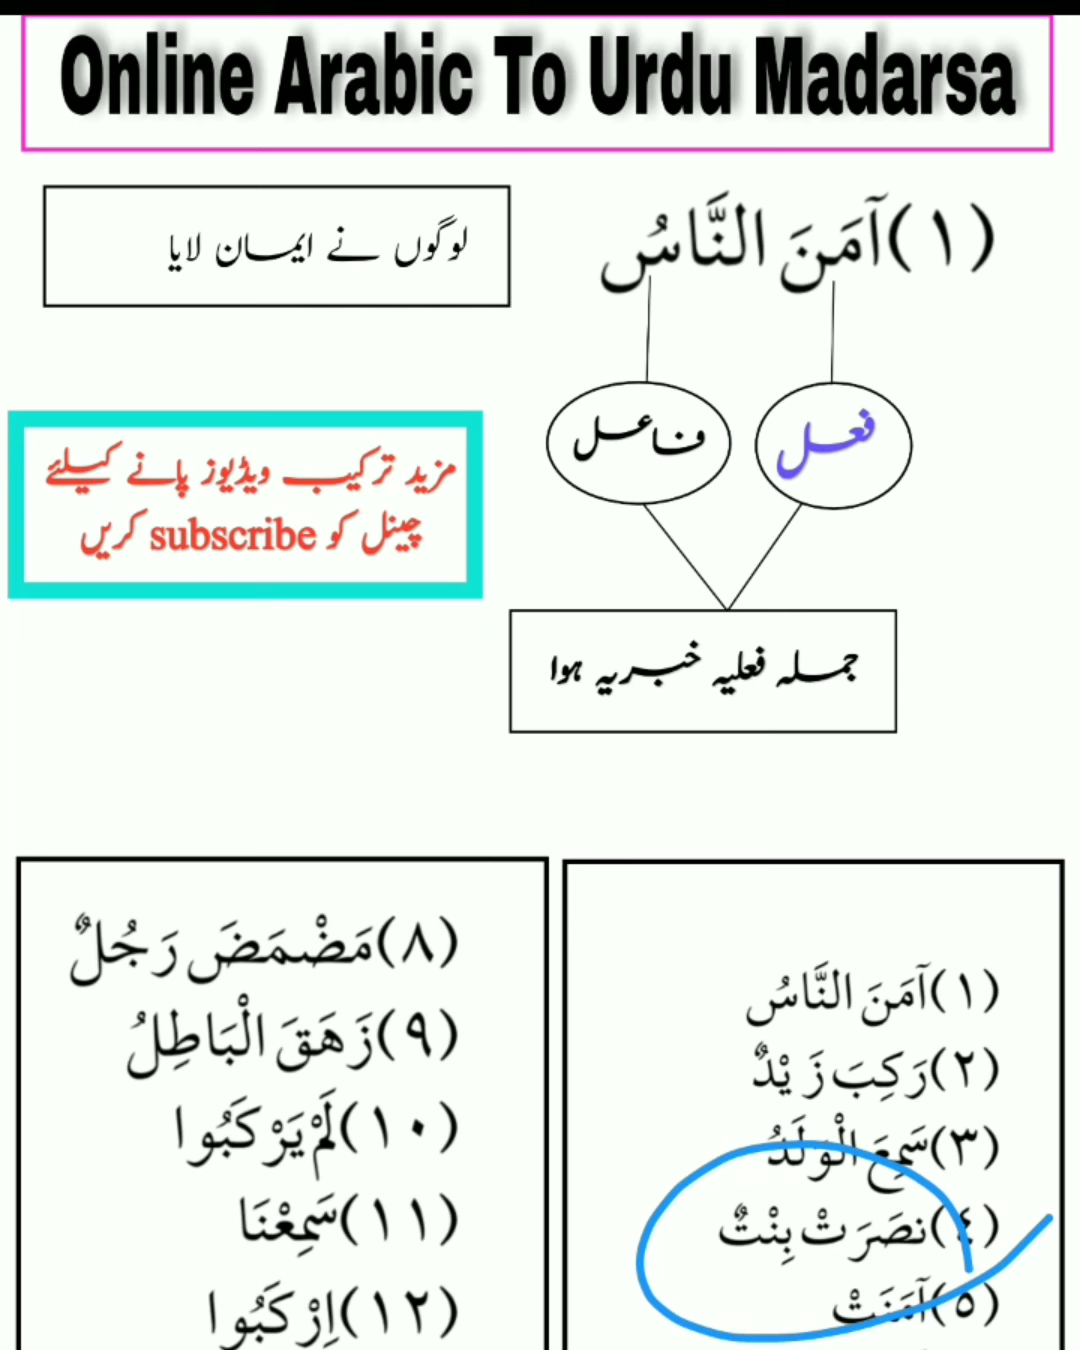 Online Arabic To Urdu Madarsa
(١)آمَنَ النَّاسُ
لوگوں نے ایمان لایا
فعل
فاعل
مزید ترکیب ویڈیوز پانے کیلئے
چینل کو subscribe کریں
جملہ فعلیہ خبریہ ہوا
(١)آمَنَ النَّاسُ
(٢)رَكِبَ زَيْدٌ
(٣)سَمِعَ الْوَلَدُ
(٤)نَصَرَتْ بِنْتٌ
(٥)آمَنَتْ
(٨)مَضْمَضَ رَجُلٌ
(٩)زَهَقَ الْبَاطِلُ
(١٠)لَمْ يَرْكَبُوا
(١١)سَمِعْنَا
(١٢)اِرْكَبُوا